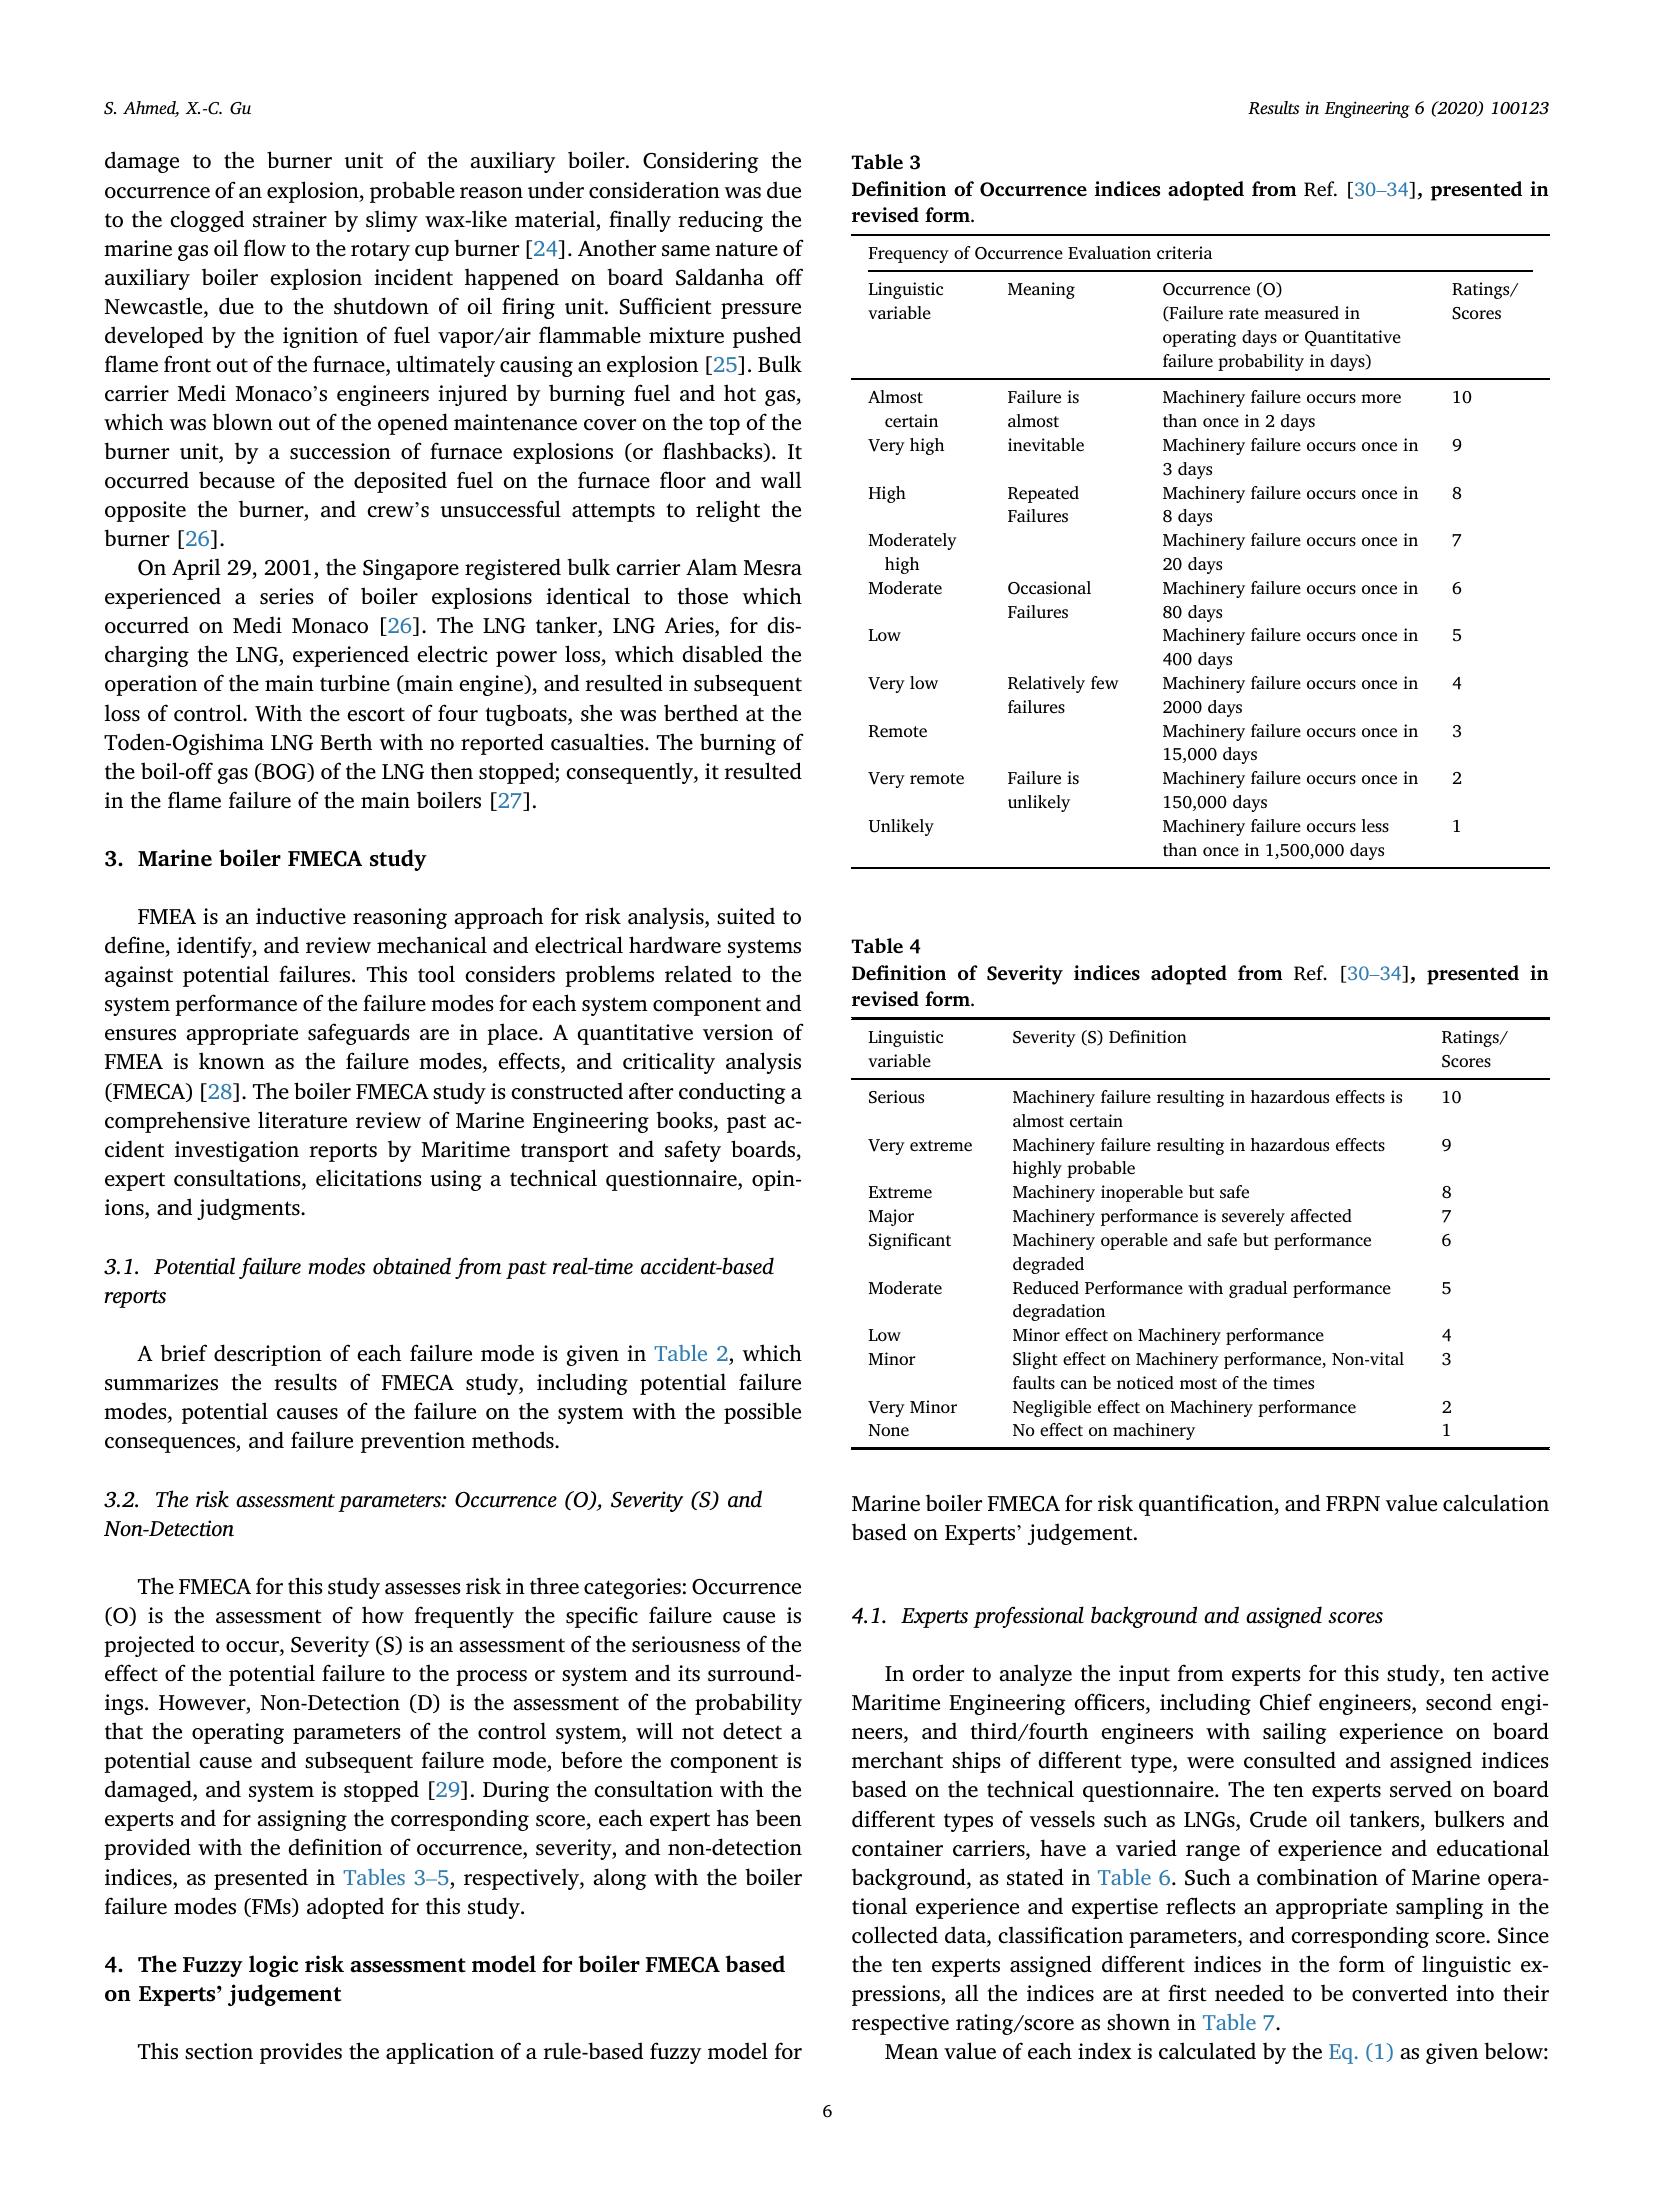 S. Ahmed, X.-C. Gu
Results in Engineering 6 (2020) 100123
damage to the burner unit of the auxiliary boiler. Considering the
occurrence of an explosion, probable reason under consideration was due
to the clogged strainer by slimy wax-like material, finally reducing the
marine gas oil flow to the rotary cup burner [24]. Another same nature of
auxiliary boiler explosion incident happened on board Saldanha off
Newcastle, due to the shutdown of oil firing unit. Sufficient pressure
developed by the ignition of fuel vapor/air flammable mixture pushed
flame front out of the furnace, ultimately causing an explosion [25]. Bulk
carrier Medi Monaco's engineers injured by burning fuel and hot gas,
which was blown out of the opened maintenance cover on the top of the
burner unit, by a succession of furnace explosions (or flashbacks). It
occurred because of the deposited fuel on the furnace floor and wall
opposite the burner, and crew's unsuccessful attempts to relight the
burner [26].
On April 29, 2001, the Singapore registered bulk carrier Alam Mesra
experienced a series of boiler explosions identical to those which
occurred on Medi Monaco [26]. The LNG tanker, LNG Aries, for dis-
charging the LNG, experienced electric power loss, which disabled the
operation of the main turbine (main engine), and resulted in subsequent
loss of control. With the escort of four tugboats, she was berthed at the
Toden-Ogishima LNG Berth with no reported casualties. The burning of
the boil-off gas (BOG) of the LNG then stopped; consequently, it resulted
in the flame failure of the main boilers [27].
3. Marine boiler FMECA study
FMEA is an inductive reasoning approach for risk analysis, suited to
define, identify, and review mechanical and electrical hardware systems
against potential failures. This tool considers problems related to the
system performance of the failure modes for each system component and
ensures appropriate safeguards are in place. A quantitative version of
FMEA is known as the failure modes, effects, and criticality analysis
(FMECA) [28]. The boiler FMECA study is constructed after conducting a
comprehensive literature review of Marine Engineering books, past ac-
cident investigation reports by Maritime transport and safety boards,
expert consultations, elicitations using a technical questionnaire, opin-
ions, and judgments.
3.1. Potential failure modes obtained from past real-time accident-based
reports
A brief description of each failure mode is given in Table 2, which
summarizes the results of FMECA study, including potential failure
modes, potential causes of the failure on the system with the possible
consequences, and failure prevention methods.
3.2. The risk assessment parameters: Occurrence (O), Severity (S) and
Non-Detection
The FMECA for this study assesses risk in three categories: Occurrence
(O) is the assessment of how frequently the specific failure cause is
projected to occur, Severity (S) is an assessment of the seriousness of the
effect of the potential failure to the process or system and its surround-
ings. However, Non-Detection (D) is the assessment of the probability
that the operating parameters of the control system, will not detect a
potential cause and subsequent failure mode, before the component is
damaged, and system is stopped [29]. During the consultation with the
experts and for assigning the corresponding score, each expert has been
provided with the definition of occurrence, severity, and non-detection
indices, as presented in Tables 3–5, respectively, along with the boiler
failure modes (FMs) adopted for this study.
4. The Fuzzy logic risk assessment model for boiler FMECA based
on Experts' judgement
This section provides the application of a rule-based fuzzy model for
Table 3
Definition of Occurrence indices adopted from Ref. [30–34], presented in
revised form.
Frequency of Occurrence Evaluation criteria
Linguistic Meaning Occurrence (O) Ratings/
variable (Failure rate measured in Scores
operating days or Quantitative
failure probability in days)
Almost Failure is Machinery failure occurs more 10
certain almost than once in 2 days
Very high inevitable Machinery failure occurs once in 9
3 days
High Repeated Machinery failure occurs once in 8
Failures 8 days
Moderately Machinery failure occurs once in 7
high 20 days
Moderate Occasional Machinery failure occurs once in 6
Failures 80 days
Low Machinery failure occurs once in 5
400 days
Very low Relatively few Machinery failure occurs once in 4
failures 2000 days
Remote Machinery failure occurs once in 3
15,000 days
Very remote Failure is Machinery failure occurs once in 2
unlikely 150,000 days
Unlikely Machinery failure occurs less 1
than once in 1,500,000 days
Table 4
Definition of Severity indices adopted from Ref. [30–34], presented in
revised form.
Linguistic Severity (S) Definition Ratings/
variable Scores
Serious Machinery failure resulting in hazardous effects is 10
almost certain
Very extreme Machinery failure resulting in hazardous effects 9
highly probable
Extreme Machinery inoperable but safe 8
Major Machinery performance is severely affected 7
Significant Machinery operable and safe but performance 6
degraded
Moderate Reduced Performance with gradual performance 5
degradation
Low Minor effect on Machinery performance 4
Minor Slight effect on Machinery performance, Non-vital 3
faults can be noticed most of the times
Very Minor Negligible effect on Machinery performance 2
None No effect on machinery 1
Marine boiler FMECA for risk quantification, and FRPN value calculation
based on Experts' judgement.
4.1. Experts professional background and assigned scores
In order to analyze the input from experts for this study, ten active
Maritime Engineering officers, including Chief engineers, second engi-
neers, and third/fourth engineers with sailing experience on board
merchant ships of different type, were consulted and assigned indices
based on the technical questionnaire. The ten experts served on board
different types of vessels such as LNGs, Crude oil tankers, bulkers and
container carriers, have a varied range of experience and educational
background, as stated in Table 6. Such a combination of Marine opera-
tional experience and expertise reflects an appropriate sampling in the
collected data, classification parameters, and corresponding score. Since
the ten experts assigned different indices in the form of linguistic ex-
pressions, all the indices are at first needed to be converted into their
respective rating/score as shown in Table 7.
Mean value of each index is calculated by the Eq. (1) as given below:
6